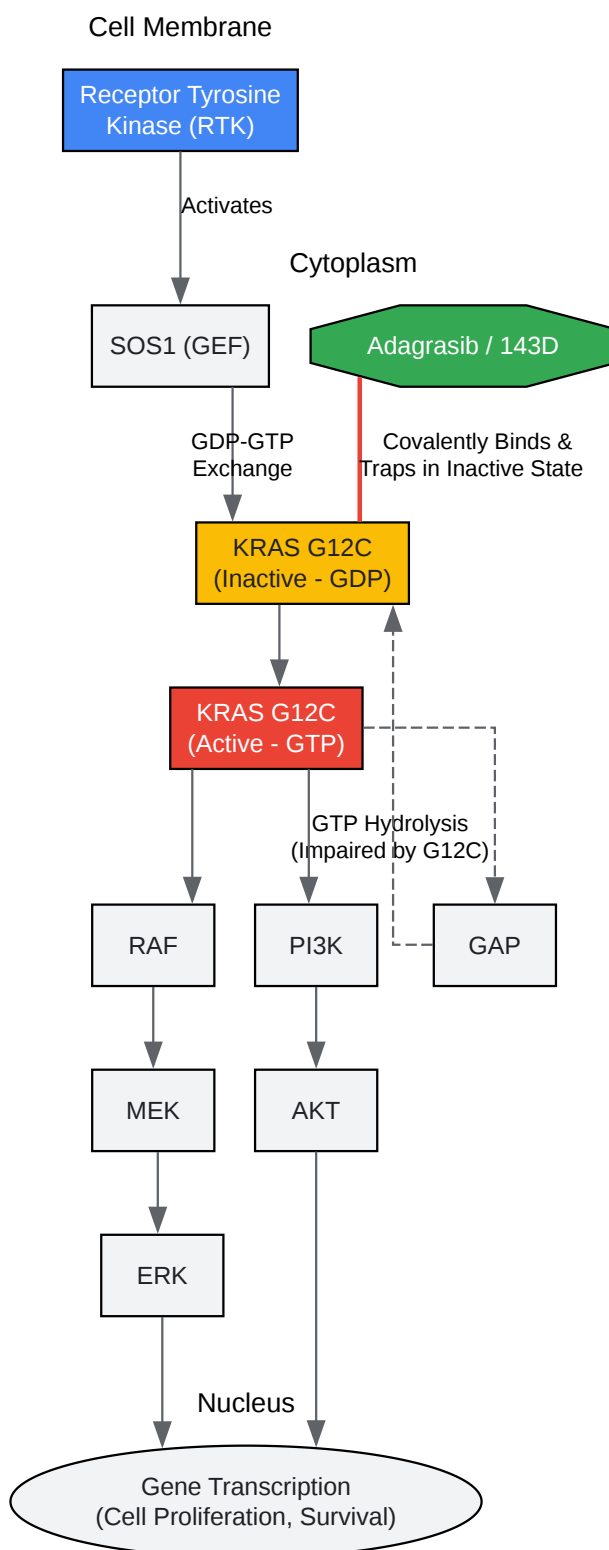 Cell Membrane
Receptor Tyrosine
Kinase (RTK)
Activates
Cytoplasm
SOS1 (GEF)
Adagrasib / 143D
GDP-GTP
Exchange
Covalently Binds &
Traps in Inactive State
KRAS G12C
(Inactive - GDP)
KRAS G12C
(Active - GTP)
GTP Hydrolysis
(Impaired by G12C)
RAF
PI3K
GAP
MEK
AKT
ERK
Nucleus
Gene Transcription
(Cell Proliferation, Survival)